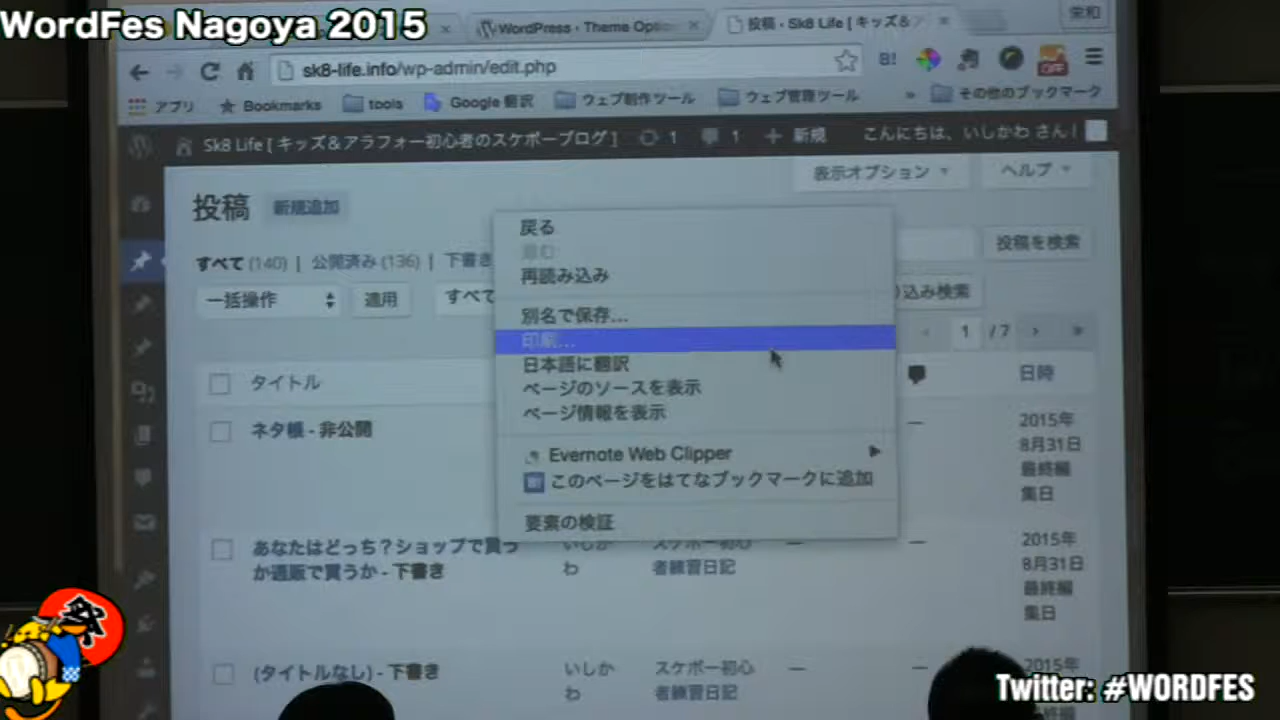 WordFes Nagoya 2015
WordPress › Theme Optio
投稿 ‹ Sk8 Life [ キッズ&ア
栄和
sk8-life.info/wp-admin/edit.php
B!
OFF
アプリ
Bookmarks
tools
Google 翻訳
ウェブ制作ツール
ウェブ管理ツール
»
その他のブックマーク
Sk8 Life [ キッズ&アラフォー初心者のスケボーブログ ]
1
1
+ 新規
こんにちは、いしかわ さん !
表示オプション
ヘルプ
投稿
新規追加
すべて (140) | 公開済み (136) | 下書き
投稿を検索
一括操作
適用
すべて
込み検索
1 / 7 › »
戻る
進む
再読み込み
別名で保存...
印刷...
日本語に翻訳
ページのソースを表示
ページ情報を表示
Evernote Web Clipper
このページをはてなブックマークに追加
要素の検証
タイトル
日時
ネタ帳 - 非公開
—
2015年
8月31日
最終編
集日
あなたはどっち？ショップで買う
か通販で買うか - 下書き
いしか
わ
スケボー初心
者練習日記
—
—
2015年
8月31日
最終編
集日
(タイトルなし) - 下書き
いしか
わ
スケボー初心
者練習日記
—
—
2015年
祭
Twitter: #WORDFES